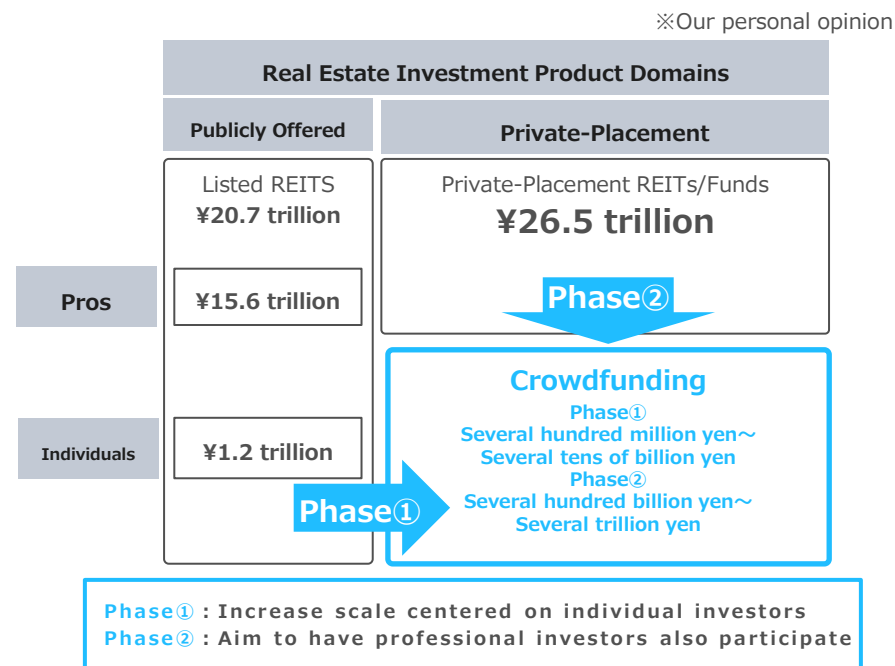 ※Our personal opinion
Real Estate Investment Product Domains
Publicly Offered
Private-Placement
Listed REITS
¥20.7 trillion
Private-Placement REITs/Funds
¥26.5 trillion
Pros
¥15.6 trillion
Phase②
Crowdfunding
Phase①
Several hundred million yen～
Several tens of billion yen
Phase②
Several hundred billion yen～
Several trillion yen
Individuals
¥1.2 trillion
Phase①
Phase①：Increase scale centered on individual investors
Phase②：Aim to have professional investors also participate